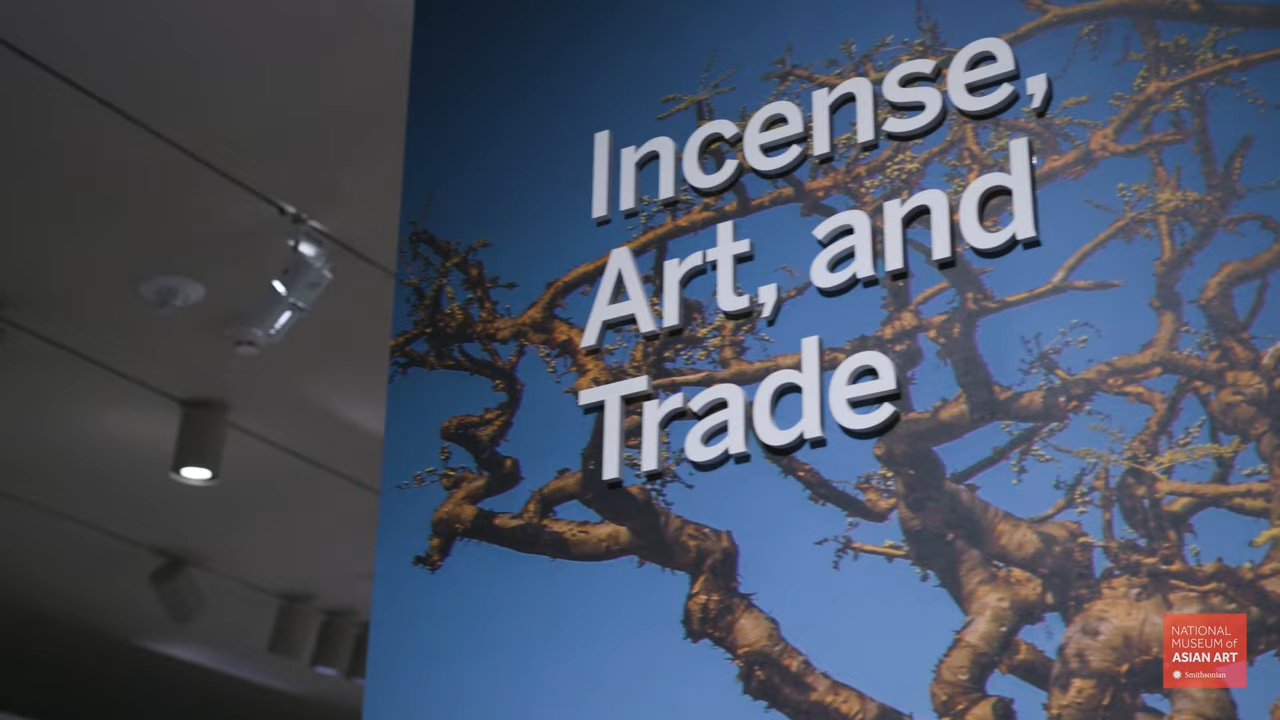 Incense,
Art, and
Trade
NATIONAL
MUSEUM of
ASIAN ART
Smithsonian